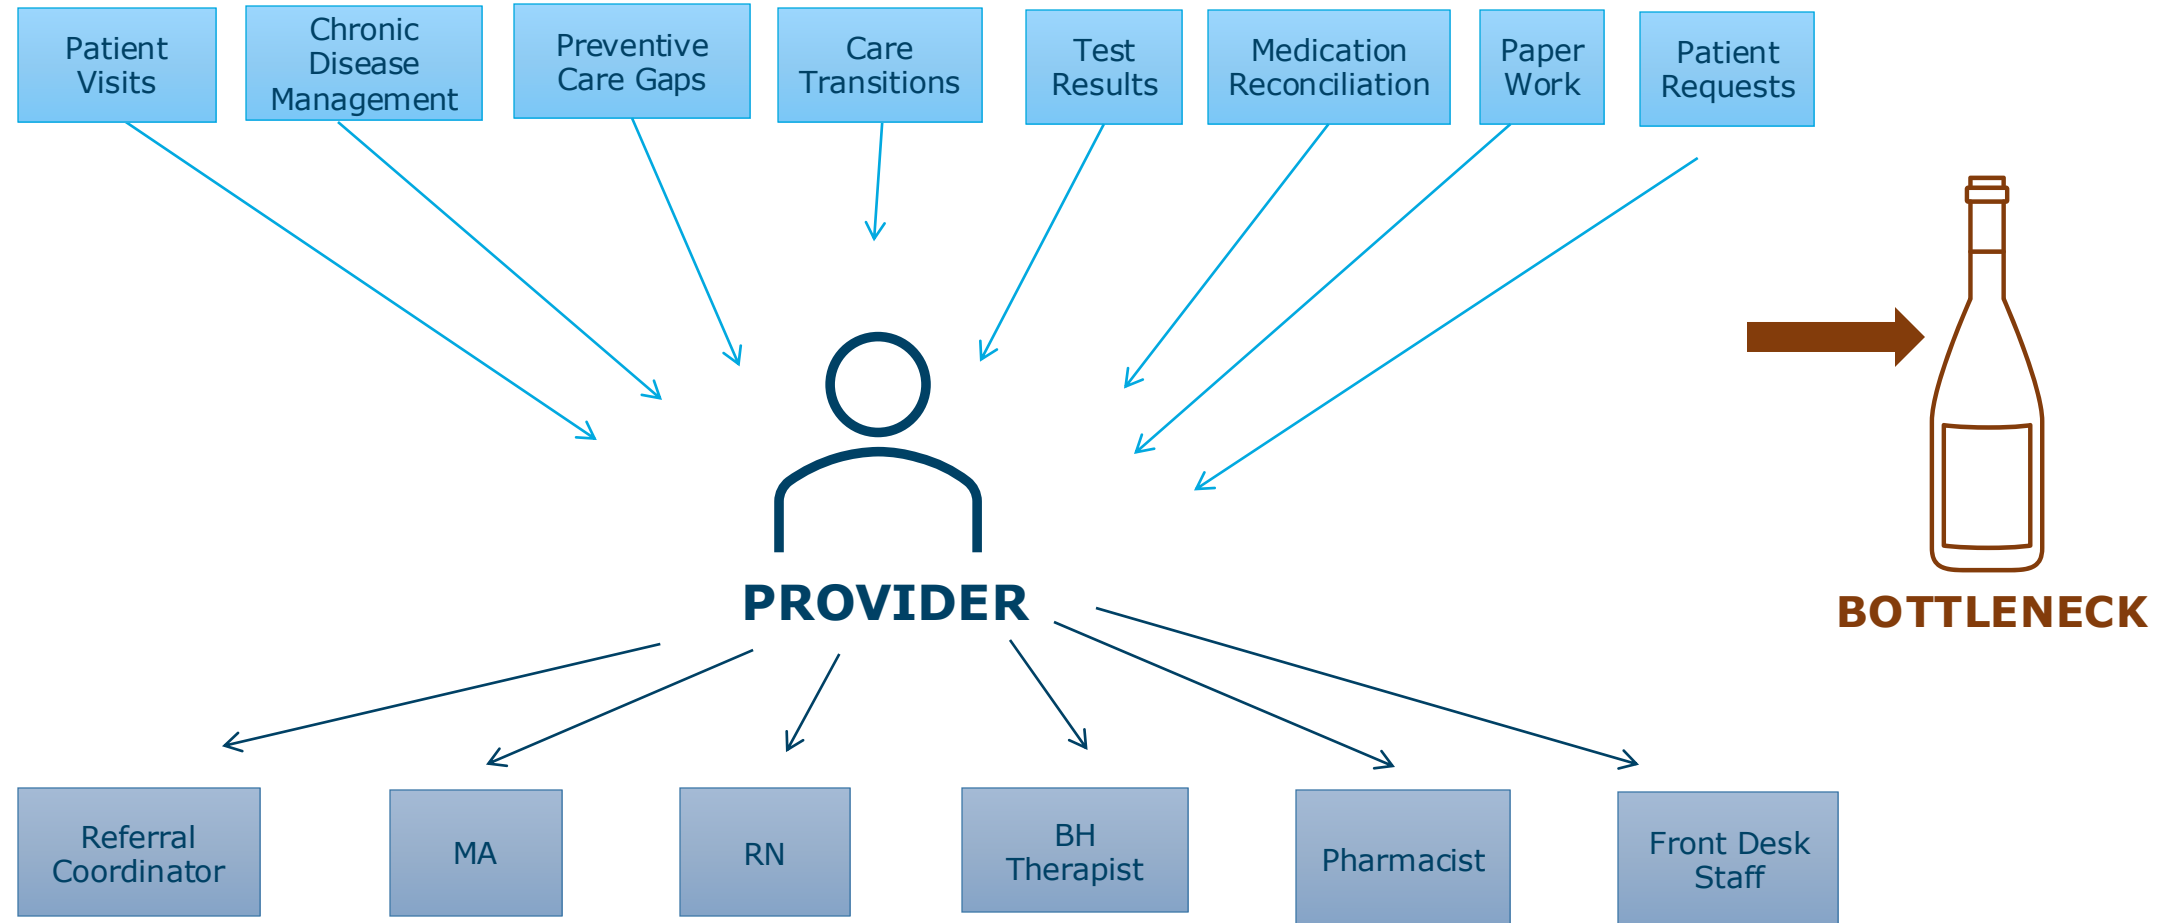 Patient
Visits
Chronic
Disease
Management
Preventive
Care Gaps
Care
Transitions
Test
Results
Medication
Reconciliation
Paper
Work
Patient
Requests
PROVIDER
BOTTLENECK
Referral
Coordinator
MA
RN
BH
Therapist
Pharmacist
Front Desk
Staff